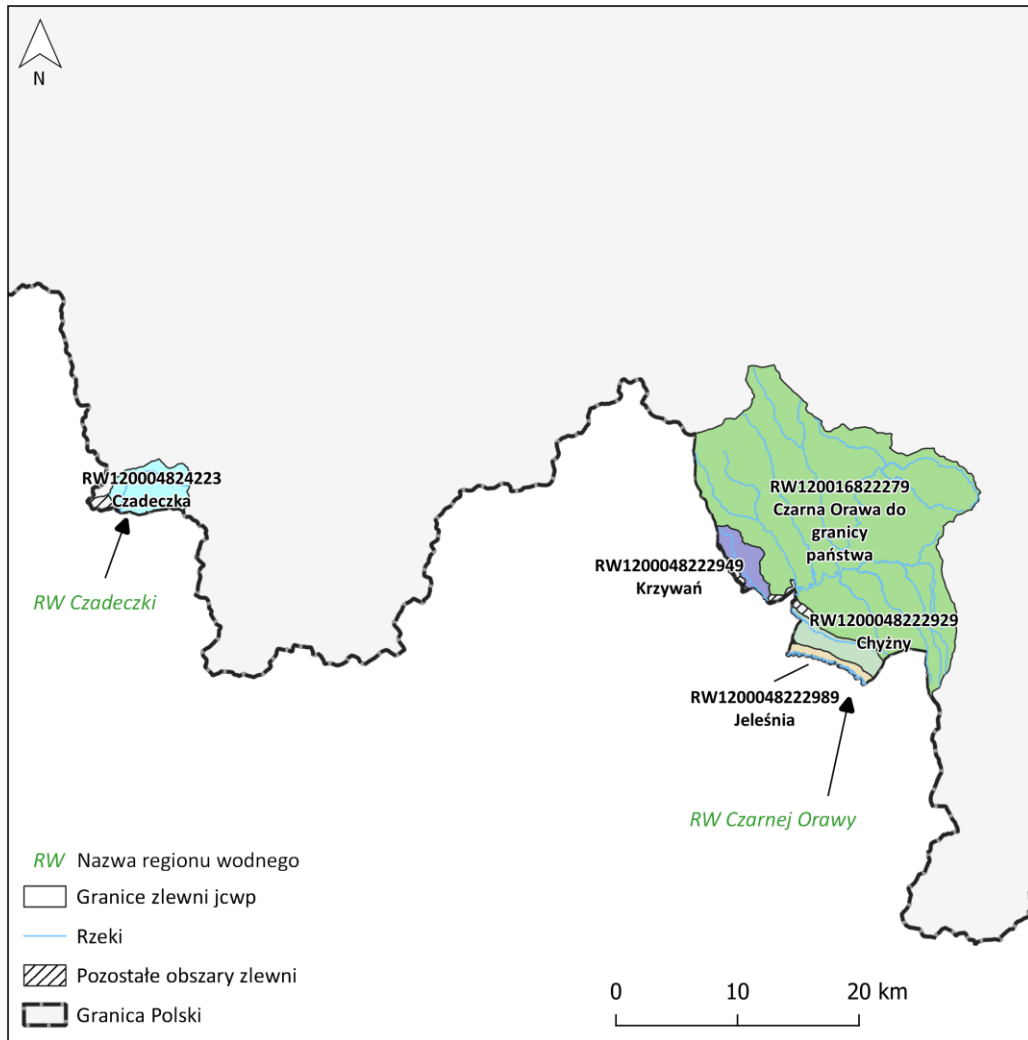 N
RW120004824223
Czadeczka
RW Czadeczki
RW120016822279
Czarna Orawa do
granicy
państwa
RW1200048222949
Krzywań
RW1200048222929
Chyżny
RW1200048222989
Jeleśnia
RW Czarnej Orawy
RW Nazwa regionu wodnego
Granice zlewni jcwp
Rzeki
Pozostałe obszary zlewni
Granica Polski
0 10 20 km